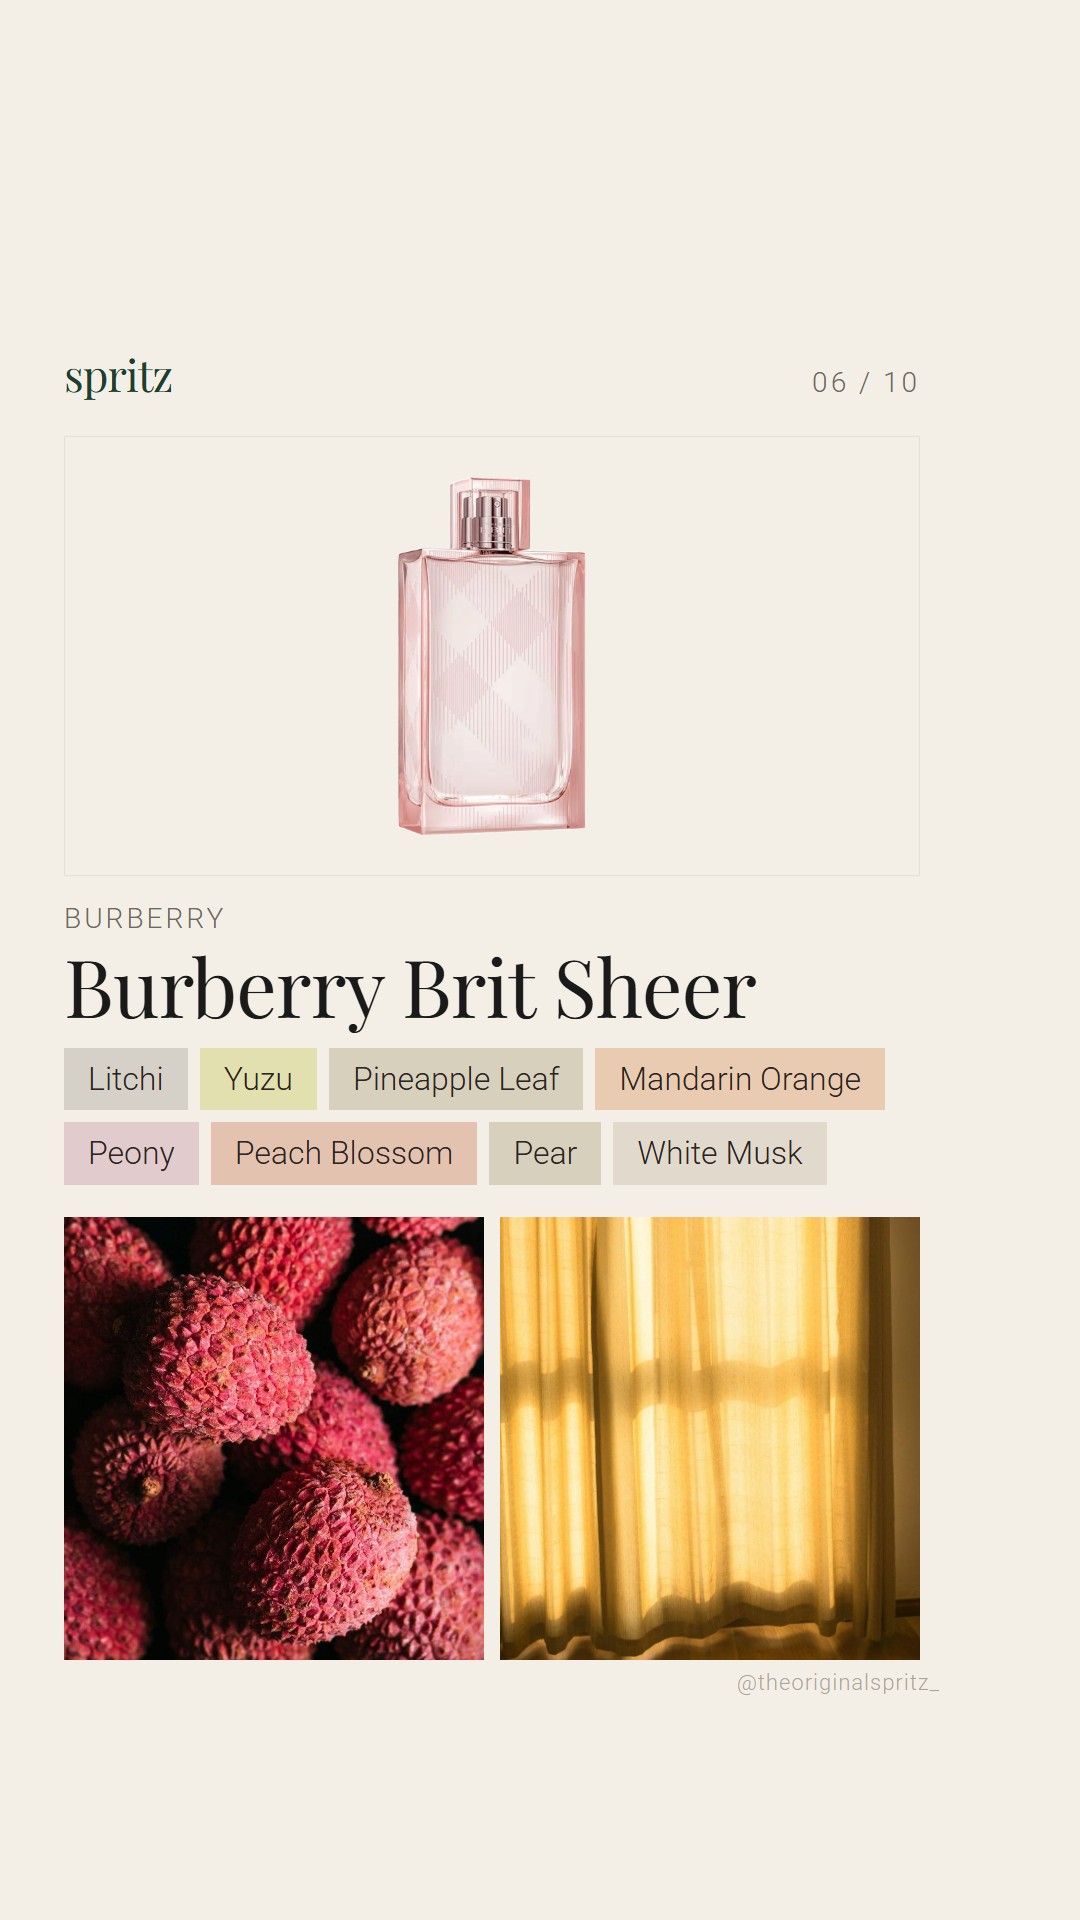 spritz
06 / 10
BURBERRY
Burberry Brit Sheer
Litchi Yuzu Pineapple Leaf Mandarin Orange
Peony Peach Blossom Pear White Musk
@theoriginalspritz_